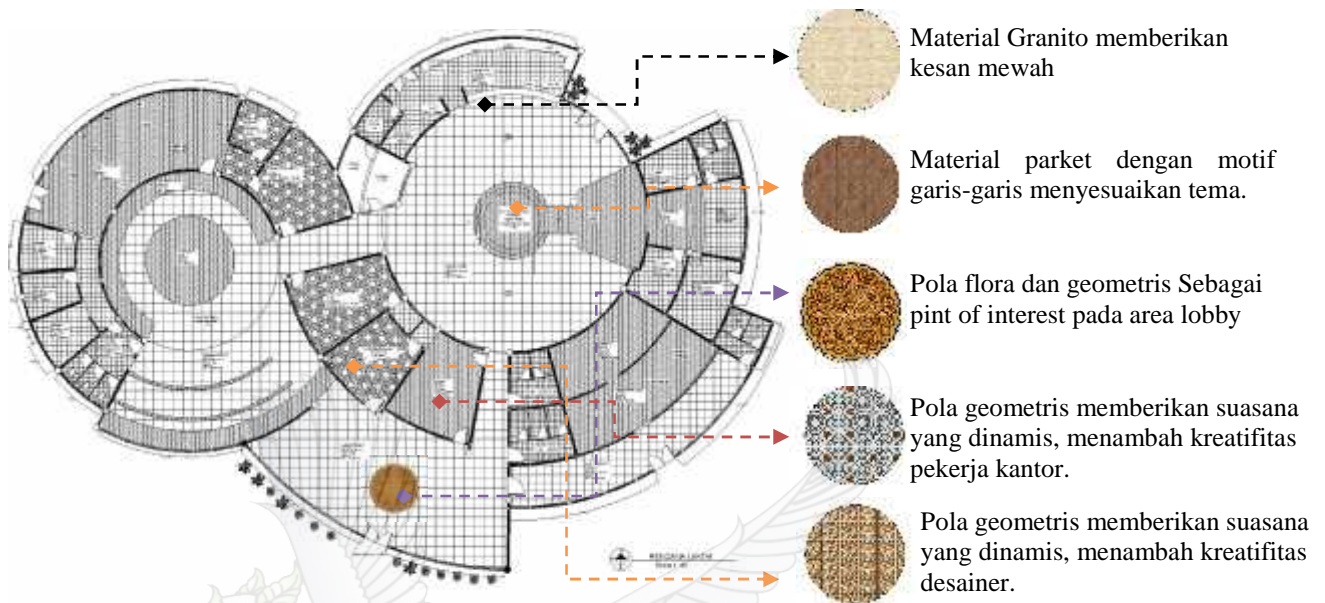 Material Granito memberikan
kesan mewah
Material parket dengan motif
garis-garis menyesuaikan tema.
Pola flora dan geometris Sebagai
pint of interest pada area lobby
Pola geometris memberikan suasana
yang dinamis, menambah kreatifitas
pekerja kantor.
Pola geometris memberikan suasana
yang dinamis, menambah kreatifitas
desainer.
RENCANA LANTAI